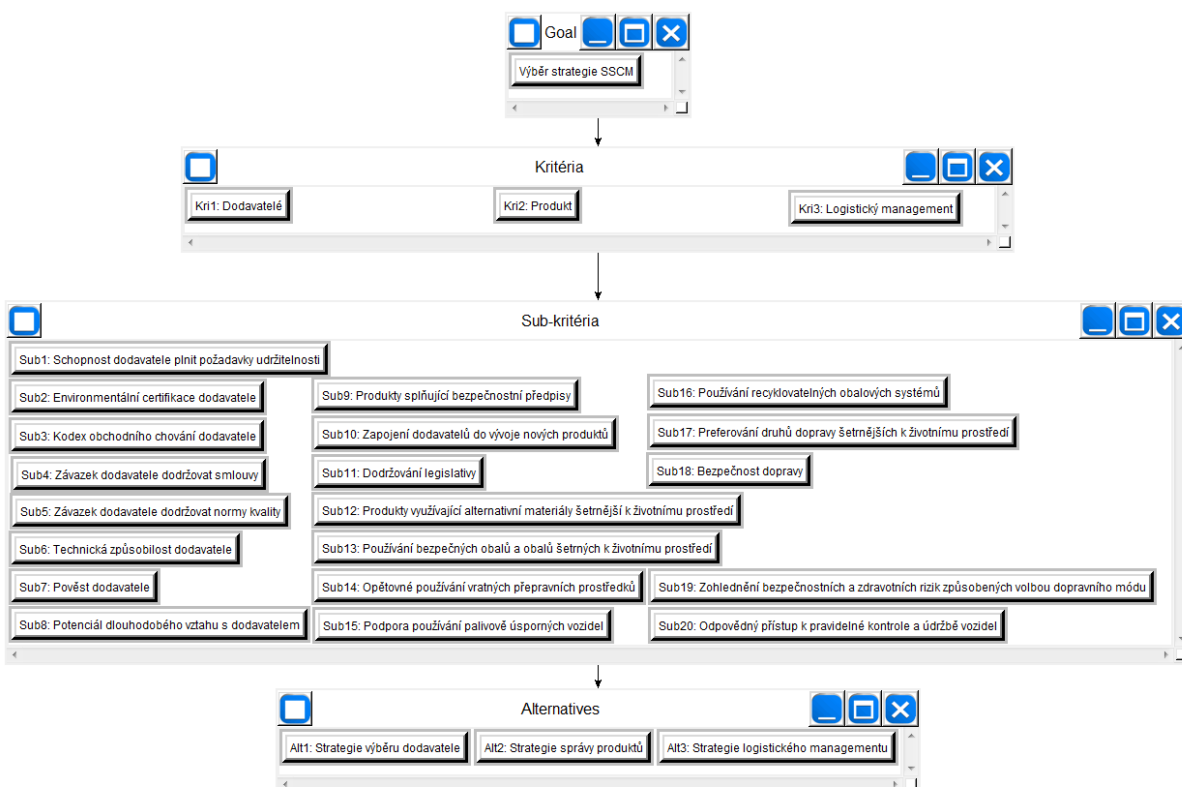 Goal
Výběr strategie SSCM
Kritéria
Kri1: Dodavatelé
Kri2: Produkt
Kri3: Logistický management
Sub-kritéria
Sub1: Schopnost dodavatele plnit požadavky udržitelnosti
Sub2: Environmentální certifikace dodavatele
Sub3: Kodex obchodního chování dodavatele
Sub4: Závazek dodavatele dodržovat smlouvy
Sub5: Závazek dodavatele dodržovat normy kvality
Sub6: Technická způsobilost dodavatele
Sub7: Pověst dodavatele
Sub8: Potenciál dlouhodobého vztahu s dodavatelem
Sub9: Produkty splňující bezpečnostní předpisy
Sub10: Zapojení dodavatelů do vývoje nových produktů
Sub11: Dodržování legislativy
Sub12: Produkty využívající alternativní materiály šetrnější k životnímu prostředí
Sub13: Používání bezpečných obalů a obalů šetrných k životnímu prostředí
Sub14: Opětovné používání vratných přepravních prostředků
Sub15: Podpora používání palivově úsporných vozidel
Sub16: Používání recyklovatelných obalových systémů
Sub17: Preferování druhů dopravy šetrnějších k životnímu prostředí
Sub18: Bezpečnost dopravy
Sub19: Zohlednění bezpečnostních a zdravotních rizik způsobených volbou dopravního módu
Sub20: Odpovědný přístup k pravidelné kontrole a údržbě vozidel
Alternatives
Alt1: Strategie výběru dodavatele
Alt2: Strategie správy produktů
Alt3: Strategie logistického managementu